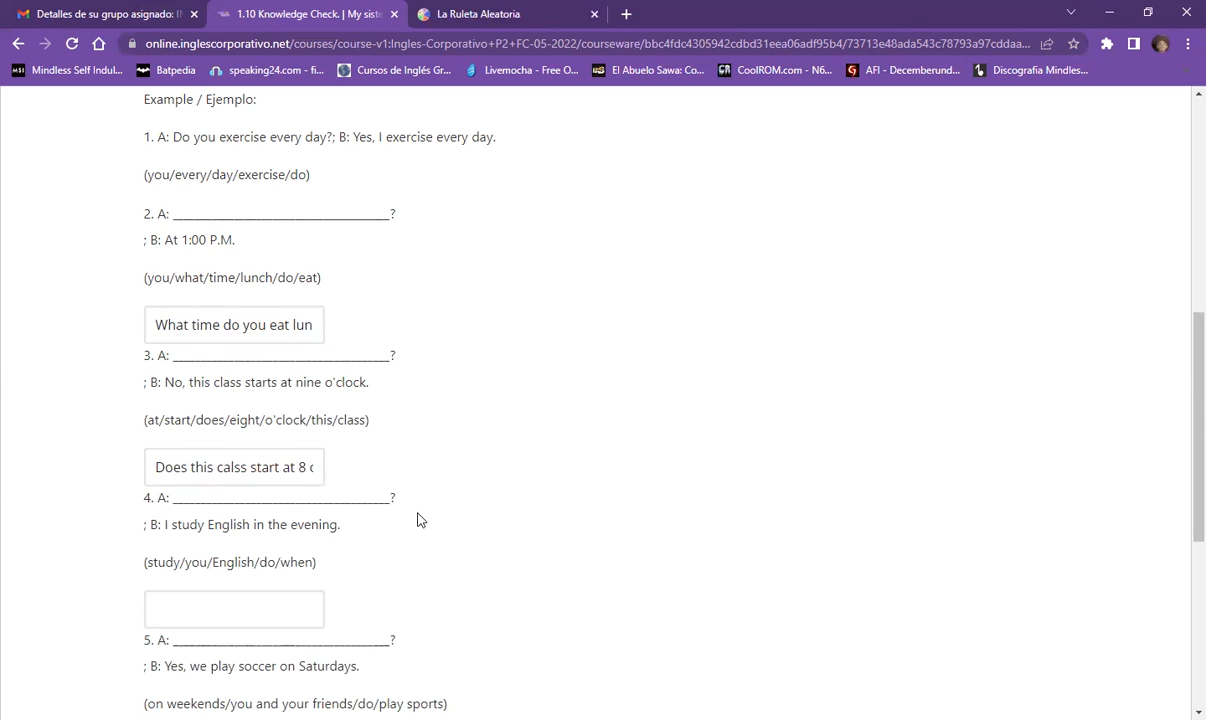 Detalles de su grupo asignado: I
1.10 Knowledge Check. | My siste
La Ruleta Aleatoria
online.inglescorporativo.net/courses/course-v1:Ingles-Corporativo+P2+FC-05-2022/courseware/bbc4fdc4305942cdbd31eea06adf95b4/73713e48ada543c78793a97cddaa...
Mindless Self Indul...
Batpedia
speaking24.com - fi...
Cursos de Inglés Gr...
Livemocha - Free O...
El Abuelo Sawa: Co...
CoolROM.com - N6...
AFI - Decemberund...
Discografia Mindles...
Example / Ejemplo:
1. A: Do you exercise every day?; B: Yes, I exercise every day.
(you/every/day/exercise/do)
2. A: _________________________________?
; B: At 1:00 P.M.
(you/what/time/lunch/do/eat)
What time do you eat lun
3. A: _________________________________?
; B: No, this class starts at nine o'clock.
(at/start/does/eight/o'clock/this/class)
Does this calss start at 8 o
4. A: _________________________________?
; B: I study English in the evening.
(study/you/English/do/when)
5. A: _________________________________?
; B: Yes, we play soccer on Saturdays.
(on weekends/you and your friends/do/play sports)